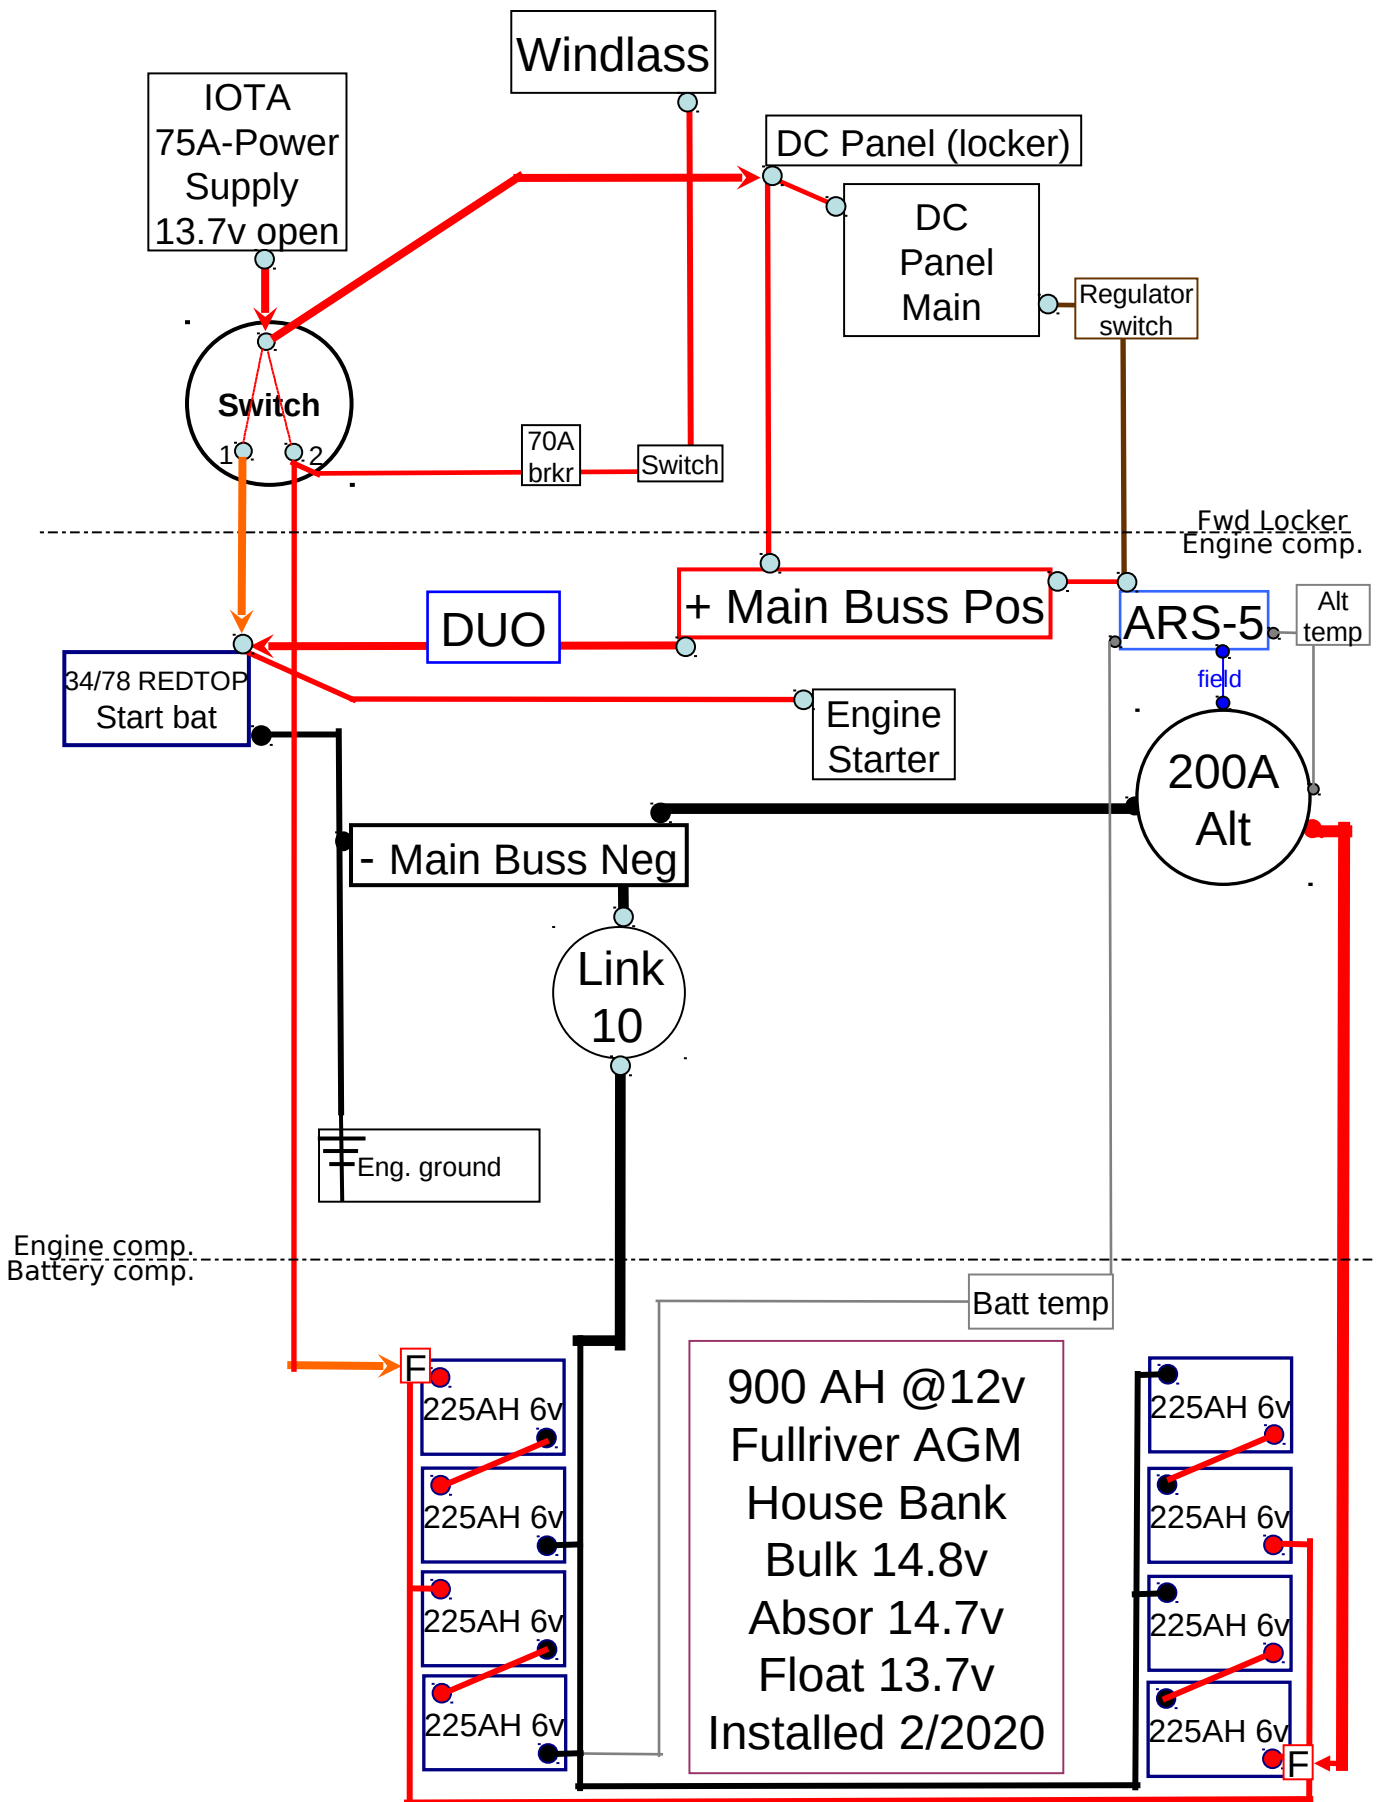 Windlass
IOTA
75A-Power
Supply
13.7v open
DC Panel (locker)
DC
Panel
Main
Regulator
switch
Switch
1
2
70A
brkr
Switch
Fwd Locker
Engine comp.
+ Main Buss Pos
DUO
ARS-5
Alt
temp
field
34/78 REDTOP
Start bat
Engine
Starter
200A
Alt
- Main Buss Neg
Link
10
Eng. ground
Engine comp.
Battery comp.
Batt temp
F
225AH 6v
225AH 6v
225AH 6v
225AH 6v
900 AH @12v
Fullriver AGM
House Bank
Bulk 14.8v
Absor 14.7v
Float 13.7v
Installed 2/2020
225AH 6v
225AH 6v
225AH 6v
225AH 6v
F